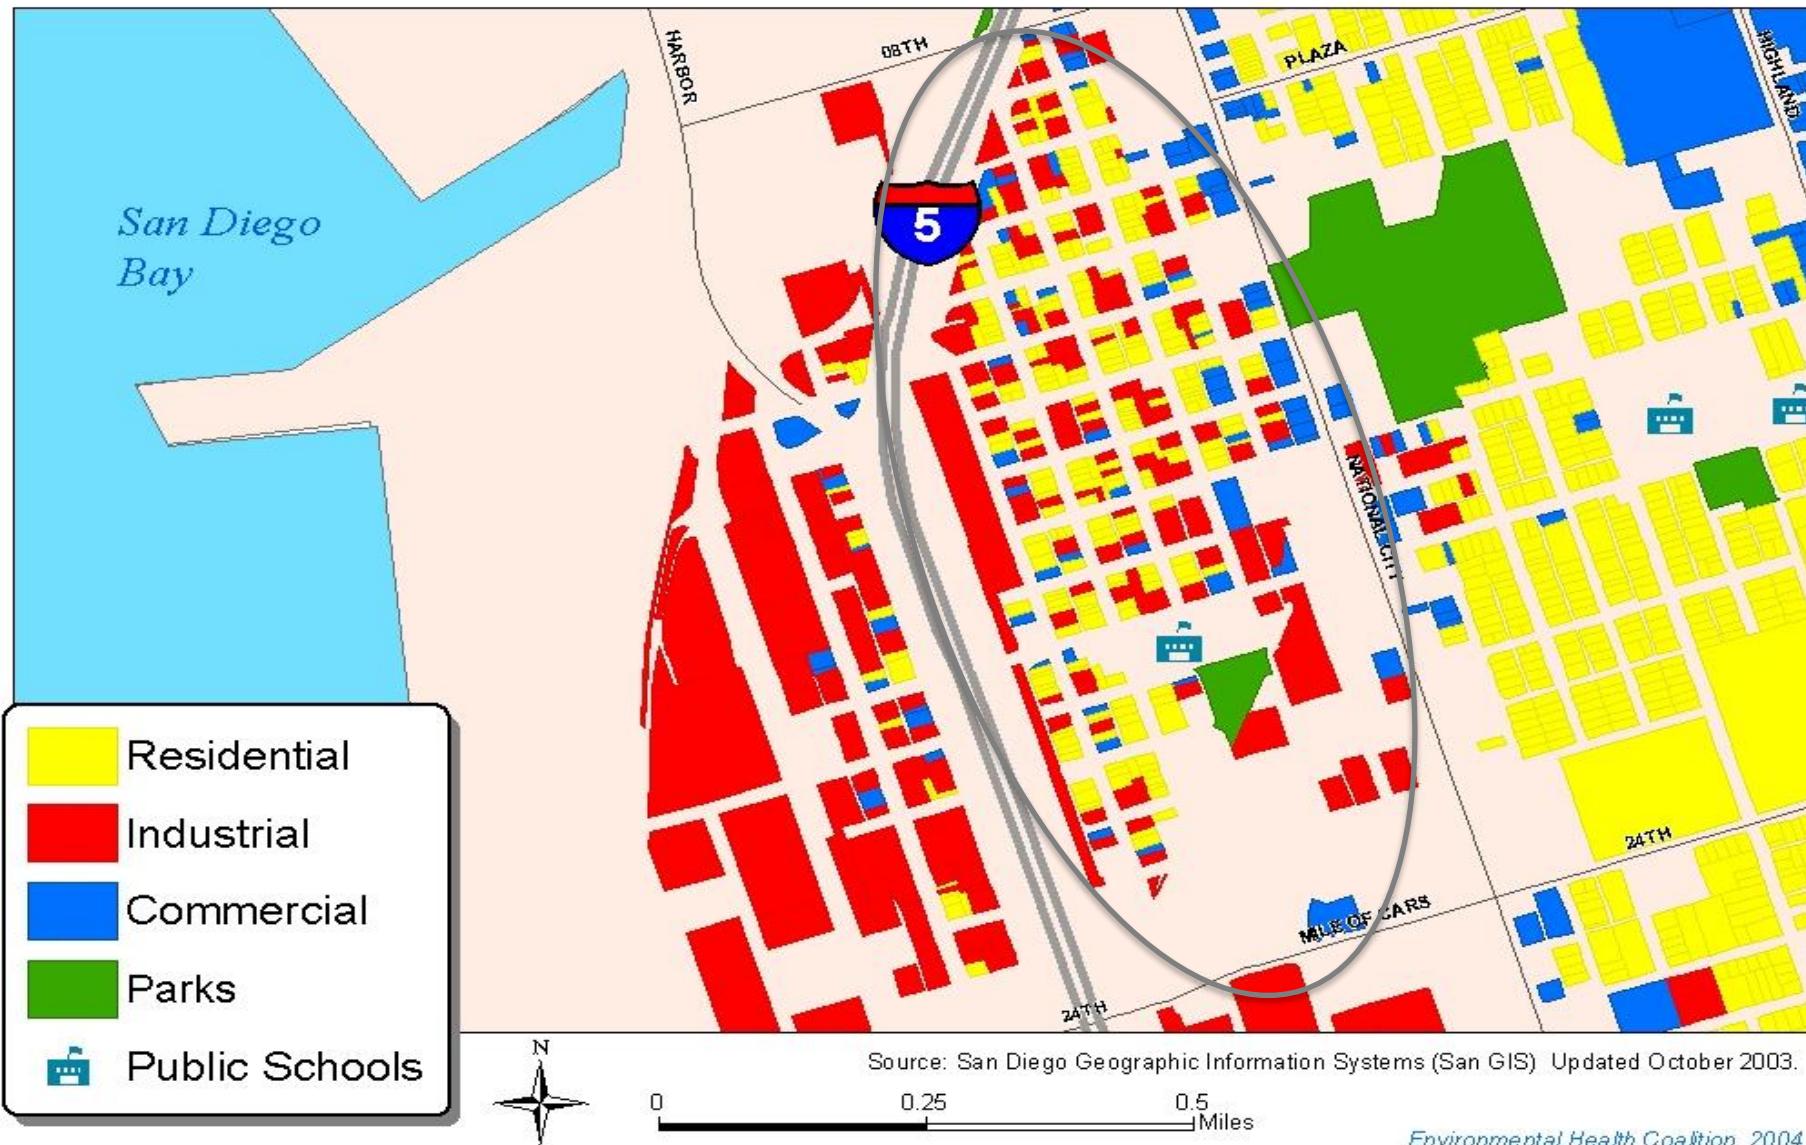 HARBOR
08TH
PLAZA
HIGHLAND
San Diego
Bay
5
NATIONAL CITY
24TH
MILE OF CARS
24TH
Residential
Industrial
Commercial
Parks
Public Schools
N
Source: San Diego Geographic Information Systems (San GIS) Updated October 2003.
0 0.25 0.5
Miles
Environmental Health Coalition, 2004